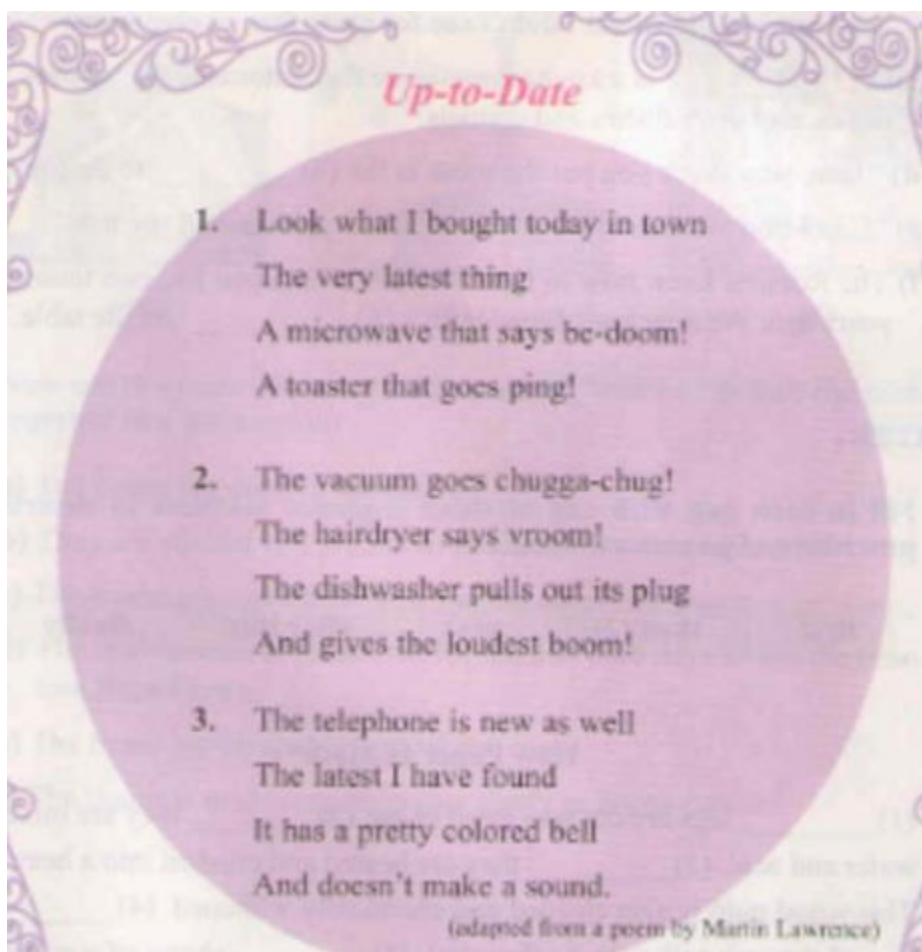 Up-to-Date
1. Look what I bought today in town
The very latest thing
A microwave that says be-doom!
A toaster that goes ping!
2. The vacuum goes chugga-chug!
The hairdryer says vroom!
The dishwasher pulls out its plug
And gives the loudest boom!
3. The telephone is new as well
The latest I have found
It has a pretty colored bell
And doesn't make a sound.
(adapted from a poem by Martin Lawrence)